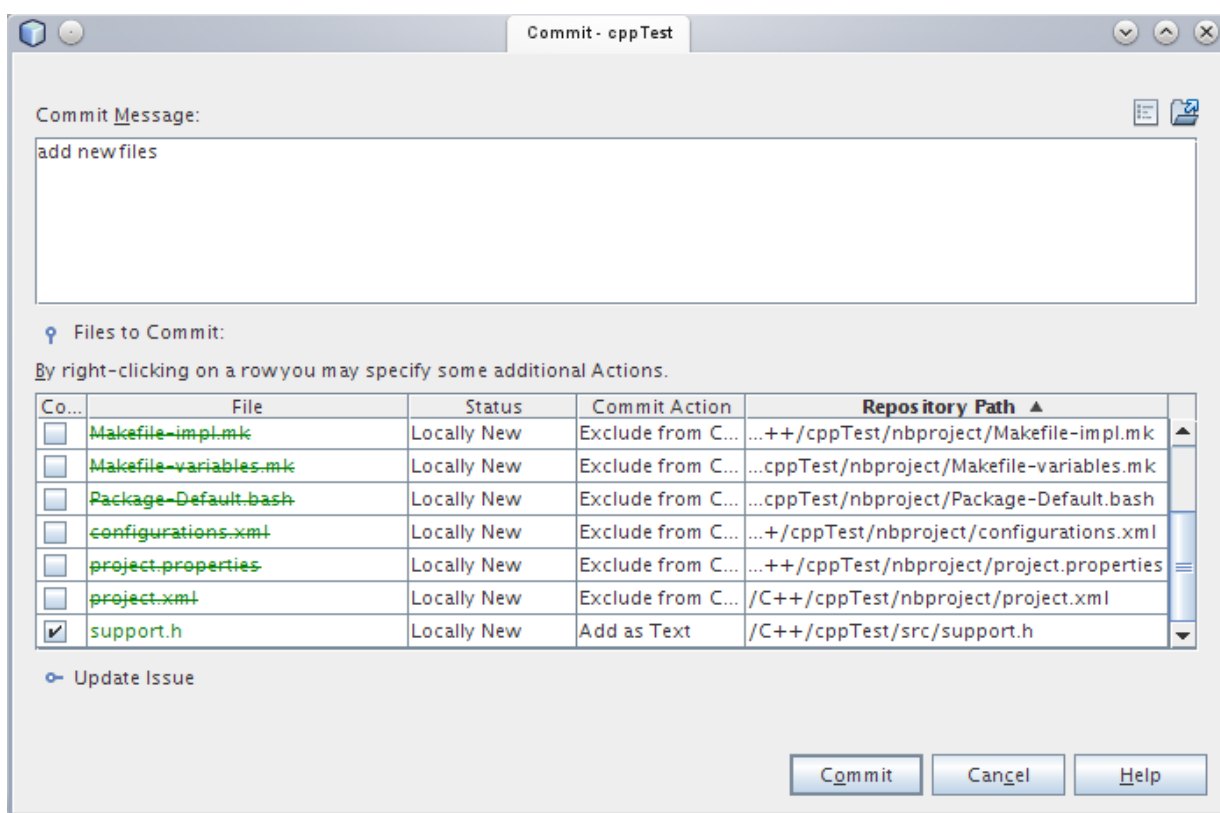 Commit - cppTest
Commit Message:
add new files
Files to Commit:
By right-clicking on a row you may specify some additional Actions.
Co... File Status Commit Action Repository Path ▲
Makefile-impl.mk Locally New Exclude from C... ...++/cppTest/nbproject/Makefile-impl.mk
Makefile-variables.mk Locally New Exclude from C... ...cppTest/nbproject/Makefile-variables.mk
Package-Default.bash Locally New Exclude from C... ...cppTest/nbproject/Package-Default.bash
configurations.xml Locally New Exclude from C... ...+/cppTest/nbproject/configurations.xml
project.properties Locally New Exclude from C... ...++/cppTest/nbproject/project.properties
project.xml Locally New Exclude from C... /C++/cppTest/nbproject/project.xml
support.h Locally New Add as Text /C++/cppTest/src/support.h
Update Issue
Commit Cancel Help